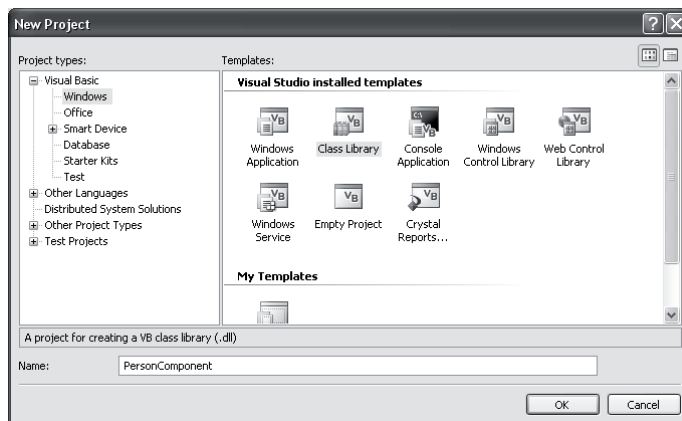 New Project
Project types:
Templates:
Visual Basic
Windows
Office
Smart Device
Database
Starter Kits
Test
Other Languages
Distributed System Solutions
Other Project Types
Test Projects
Visual Studio installed templates
Windows Application
Class Library
Console Application
Windows Control Library
Web Control Library
Windows Service
Empty Project
Crystal Reports...
My Templates
A project for creating a VB class library (.dll)
Name:
PersonComponent
OK
Cancel